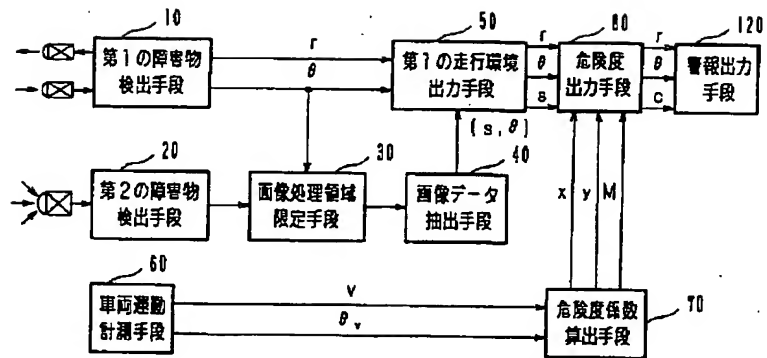 10
50
80
120
第1の障害物
検出手段
r
θ
第1の走行環境
出力手段
r
θ
s
危険度
出力手段
r
θ
c
警報出力
手段
(s,θ)
20
30
40
第2の障害物
検出手段
画像処理領域
限定手段
画像データ
抽出手段
x
y
M
60
車両運動
計測手段
v
θv
危険度係数
算出手段
70